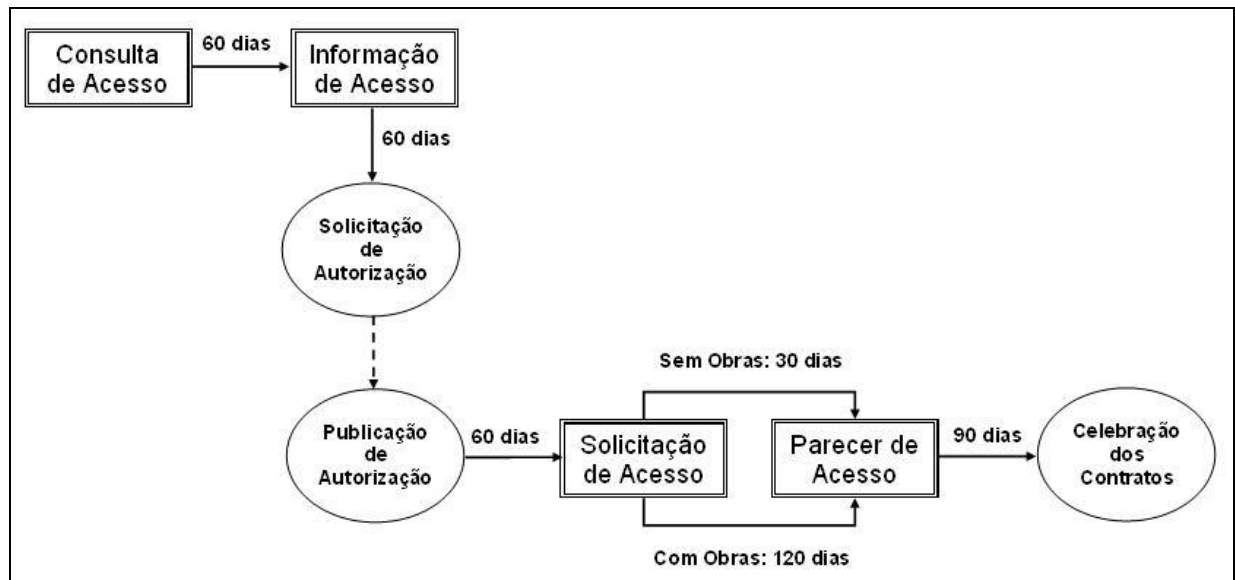 Consulta
de Acesso
60 dias
Informação
de Acesso
60 dias
Solicitação
de
Autorização
Publicação
de
Autorização
60 dias
Solicitação
de Acesso
Sem Obras: 30 dias
Com Obras: 120 dias
Parecer de
Acesso
90 dias
Celebração
dos
Contratos